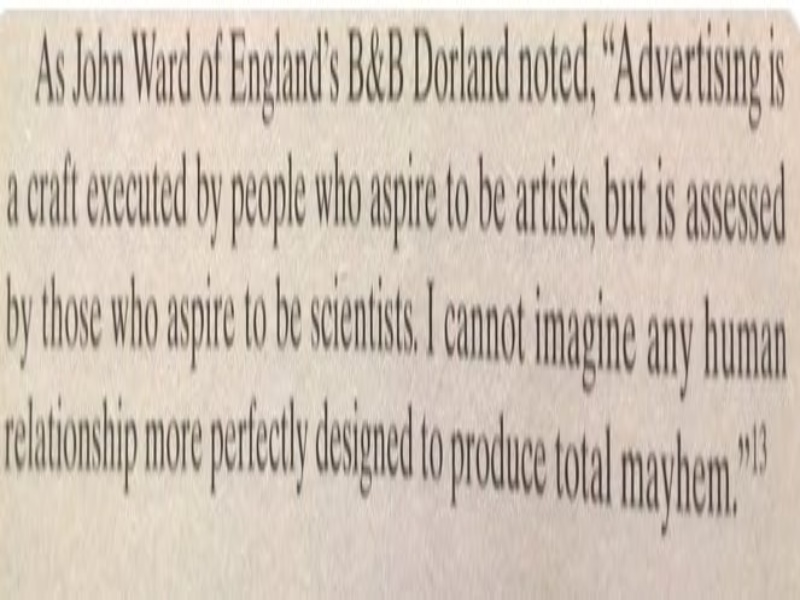 As John Ward of England's B&B Dorland noted, “Advertising is
a craft executed by people who aspire to be artists, but is assessed
by those who aspire to be scientists. I cannot imagine any human
relationship more perfectly designed to produce total mayhem.”13